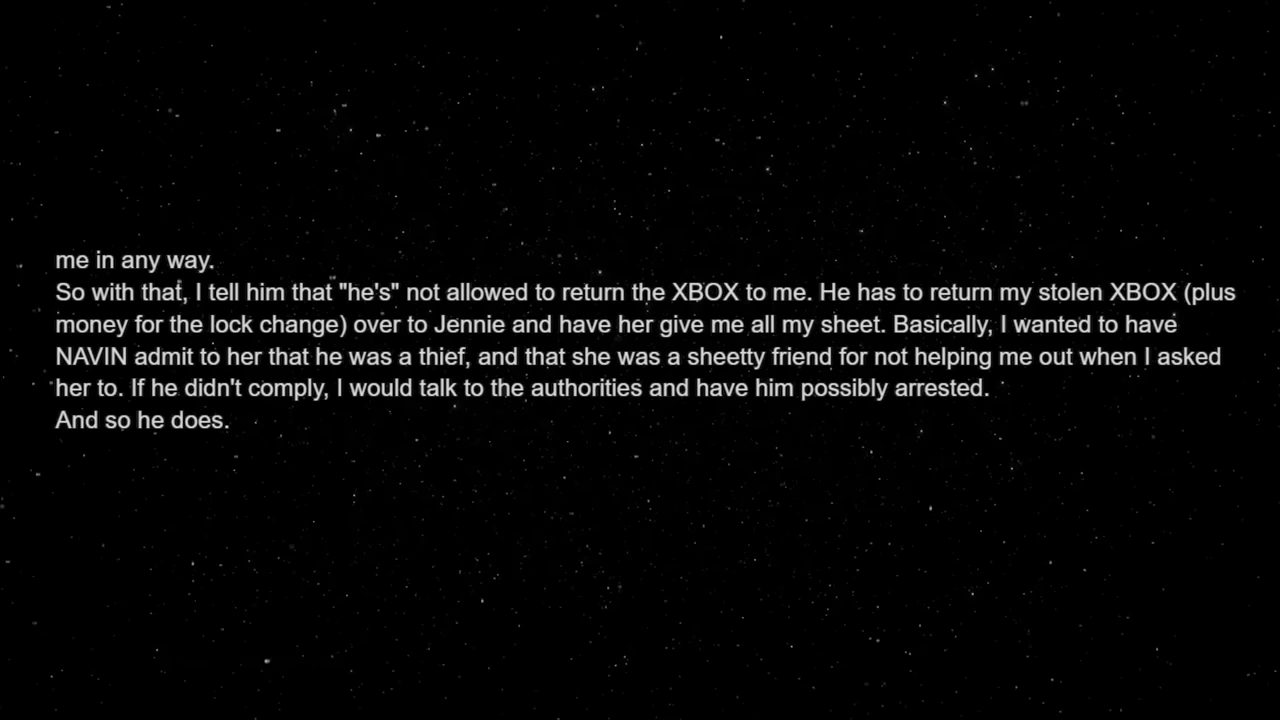 me in any way.
So with that, I tell him that "he's" not allowed to return the XBOX to me. He has to return my stolen XBOX (plus
money for the lock change) over to Jennie and have her give me all my sheet. Basically, I wanted to have
NAVIN admit to her that he was a thief, and that she was a sheetty friend for not helping me out when I asked
her to. If he didn't comply, I would talk to the authorities and have him possibly arrested.
And so he does.